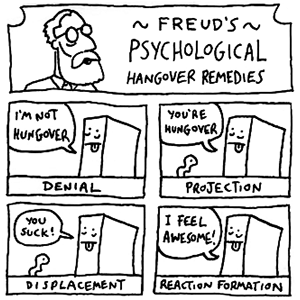 ~ FREUD'S ~
PSYCHOLOGICAL
HANGOVER REMEDIES
I'M NOT
HUNGOVER
DENIAL
YOU'RE
HUNGOVER
PROJECTION
YOU
SUCK!
DISPLACEMENT
I FEEL
AWESOME!
REACTION FORMATION